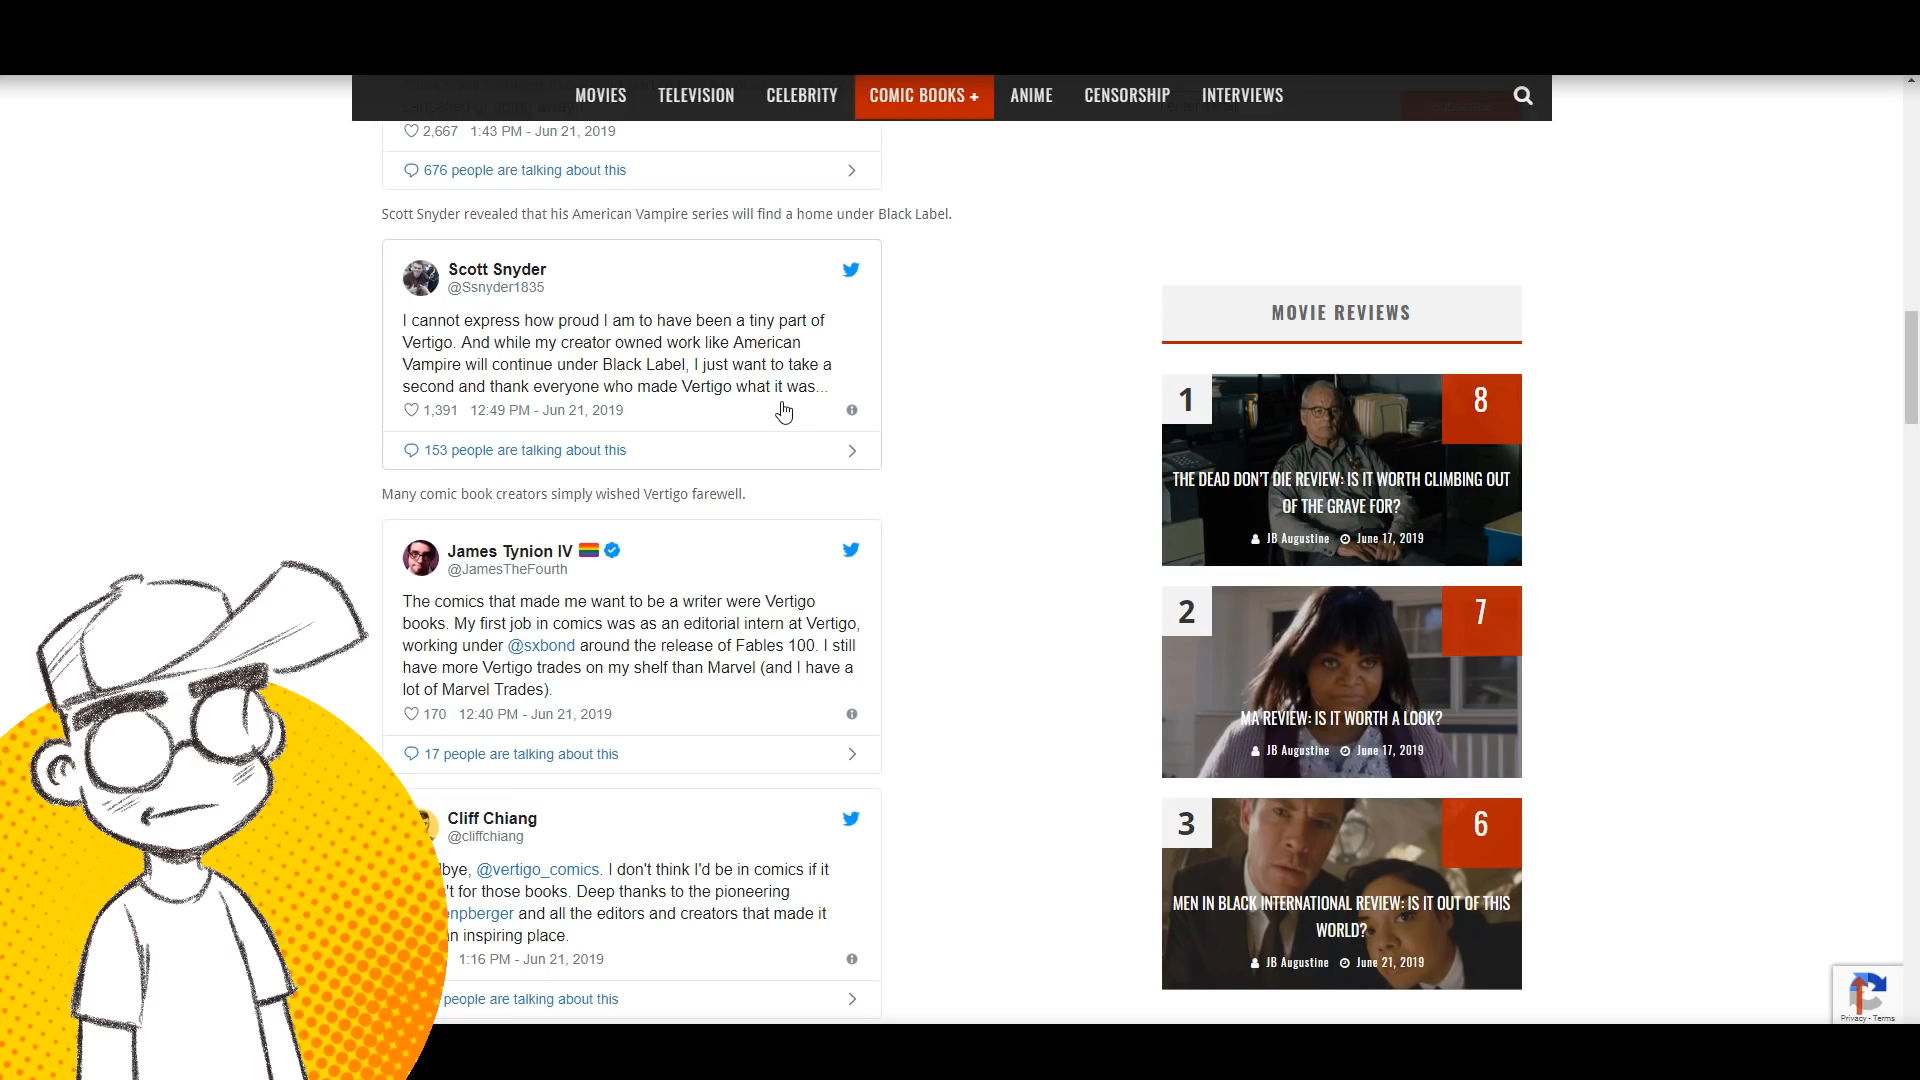 MOVIES TELEVISION CELEBRITY COMIC BOOKS + ANIME CENSORSHIP INTERVIEWS
2,667 1:43 PM - Jun 21, 2019
676 people are talking about this
Scott Snyder revealed that his American Vampire series will find a home under Black Label.
Scott Snyder
@Ssnyder1835
I cannot express how proud I am to have been a tiny part of
Vertigo. And while my creator owned work like American
Vampire will continue under Black Label, I just want to take a
second and thank everyone who made Vertigo what it was...
1,391 12:49 PM - Jun 21, 2019
153 people are talking about this
Many comic book creators simply wished Vertigo farewell.
James Tynion IV
@JamesTheFourth
The comics that made me want to be a writer were Vertigo
books. My first job in comics was as an editorial intern at Vertigo,
working under @sxbond around the release of Fables 100. I still
have more Vertigo trades on my shelf than Marvel (and I have a
lot of Marvel Trades).
170 12:40 PM - Jun 21, 2019
17 people are talking about this
Cliff Chiang
@cliffchiang
bye, @vertigo_comics. I don't think I'd be in comics if it
't for those books. Deep thanks to the pioneering
enpberger and all the editors and creators that made it
n inspiring place.
1:16 PM - Jun 21, 2019
people are talking about this
MOVIE REVIEWS
1
8
THE DEAD DON'T DIE REVIEW: IS IT WORTH CLIMBING OUT
OF THE GRAVE FOR?
JB Augustine June 17, 2019
2
7
MA REVIEW: IS IT WORTH A LOOK?
JB Augustine June 17, 2019
3
6
MEN IN BLACK INTERNATIONAL REVIEW: IS IT OUT OF THIS
WORLD?
JB Augustine June 21, 2019
Privacy - Terms